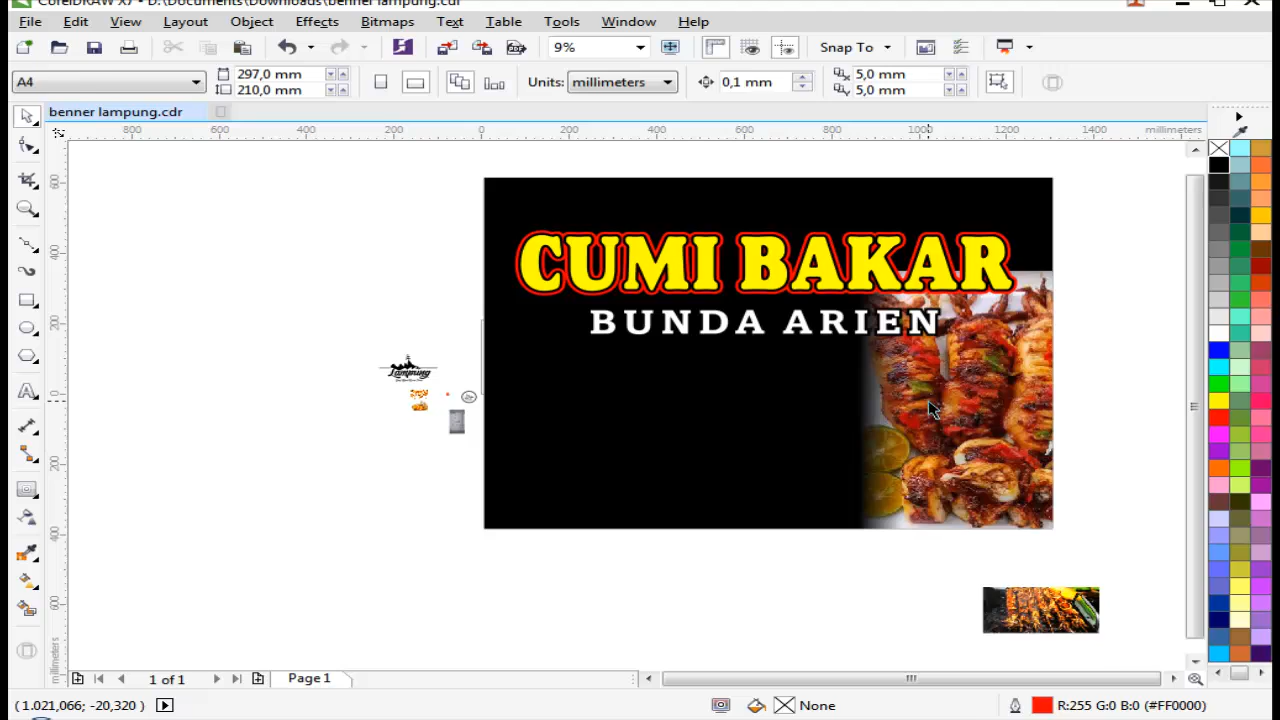 CorelDRAW X7 - D:\Documents\Downloads\benner lampung.cdr
File Edit View Layout Object Effects Bitmaps Text Table Tools Window Help
9% Snap To
A4 297,0 mm 210,0 mm Units: millimeters 0,1 mm 5,0 mm 5,0 mm
benner lampung.cdr
800 600 400 200 0 200 400 600 800 1000 1200 1400 millimeters
CUMI BAKAR
BUNDA ARIEN
Lampung
1 of 1 Page 1
(1.021,066; -20,320 ) None R:255 G:0 B:0 (#FF0000)